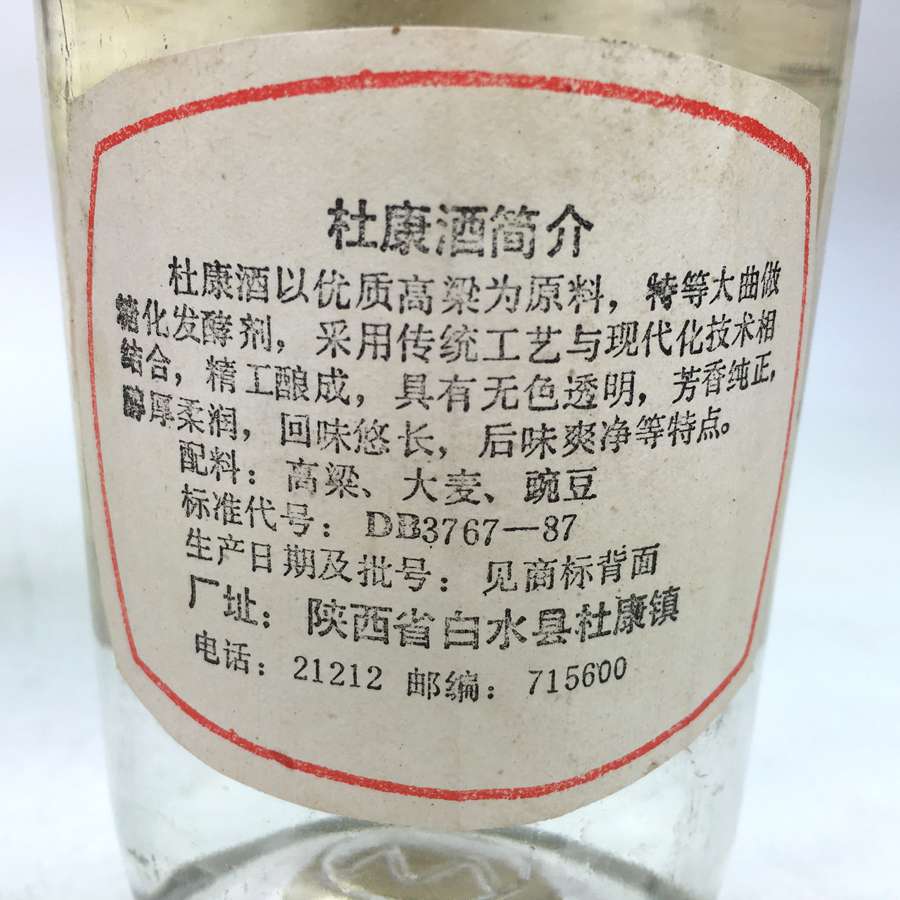 杜康酒简介
杜康酒以优质高粱为原料，特等大曲做
糖化发酵剂，采用传统工艺与现代化技术相
结合，精工酿成，具有无色透明，芳香纯正，
醇厚柔润，回味悠长，后味爽净等特点。
配料：高粱、大麦、豌豆
标准代号：DB3767—87
生产日期及批号：见商标背面
厂址：陕西省白水县杜康镇
电话：21212 邮编：715600